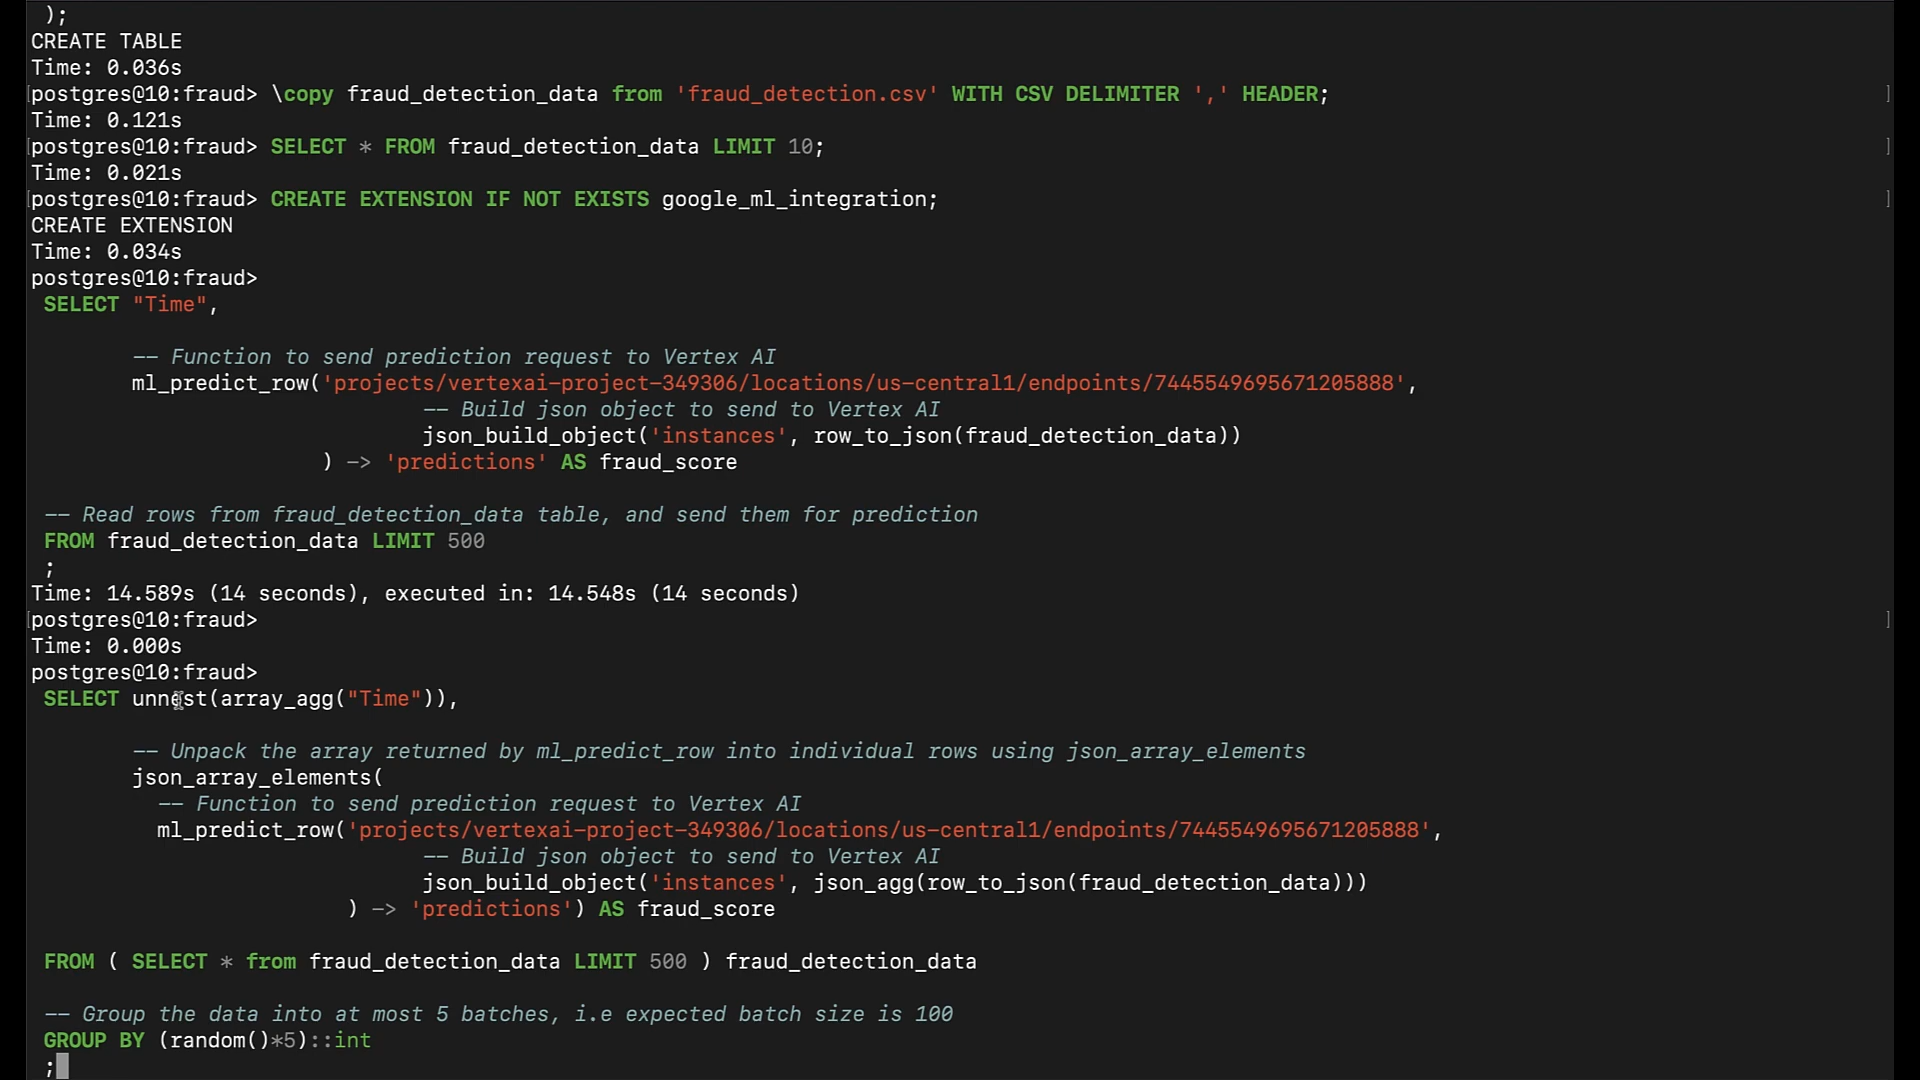 );
CREATE TABLE
Time: 0.036s
[postgres@10:fraud> \copy fraud_detection_data from 'fraud_detection.csv' WITH CSV DELIMITER ',' HEADER; ]
Time: 0.121s
[postgres@10:fraud> SELECT * FROM fraud_detection_data LIMIT 10; ]
Time: 0.021s
[postgres@10:fraud> CREATE EXTENSION IF NOT EXISTS google_ml_integration; ]
CREATE EXTENSION
Time: 0.034s
postgres@10:fraud>
SELECT "Time",
-- Function to send prediction request to Vertex AI
ml_predict_row('projects/vertexai-project-349306/locations/us-central1/endpoints/7445549695671205888',
-- Build json object to send to Vertex AI
json_build_object('instances', row_to_json(fraud_detection_data))
) -> 'predictions' AS fraud_score
-- Read rows from fraud_detection_data table, and send them for prediction
FROM fraud_detection_data LIMIT 500
;
Time: 14.589s (14 seconds), executed in: 14.548s (14 seconds)
[postgres@10:fraud> ]
Time: 0.000s
postgres@10:fraud>
SELECT unnest(array_agg("Time")),
-- Unpack the array returned by ml_predict_row into individual rows using json_array_elements
json_array_elements(
-- Function to send prediction request to Vertex AI
ml_predict_row('projects/vertexai-project-349306/locations/us-central1/endpoints/7445549695671205888',
-- Build json object to send to Vertex AI
json_build_object('instances', json_agg(row_to_json(fraud_detection_data)))
) -> 'predictions') AS fraud_score
FROM ( SELECT * from fraud_detection_data LIMIT 500 ) fraud_detection_data
-- Group the data into at most 5 batches, i.e expected batch size is 100
GROUP BY (random()*5)::int
;